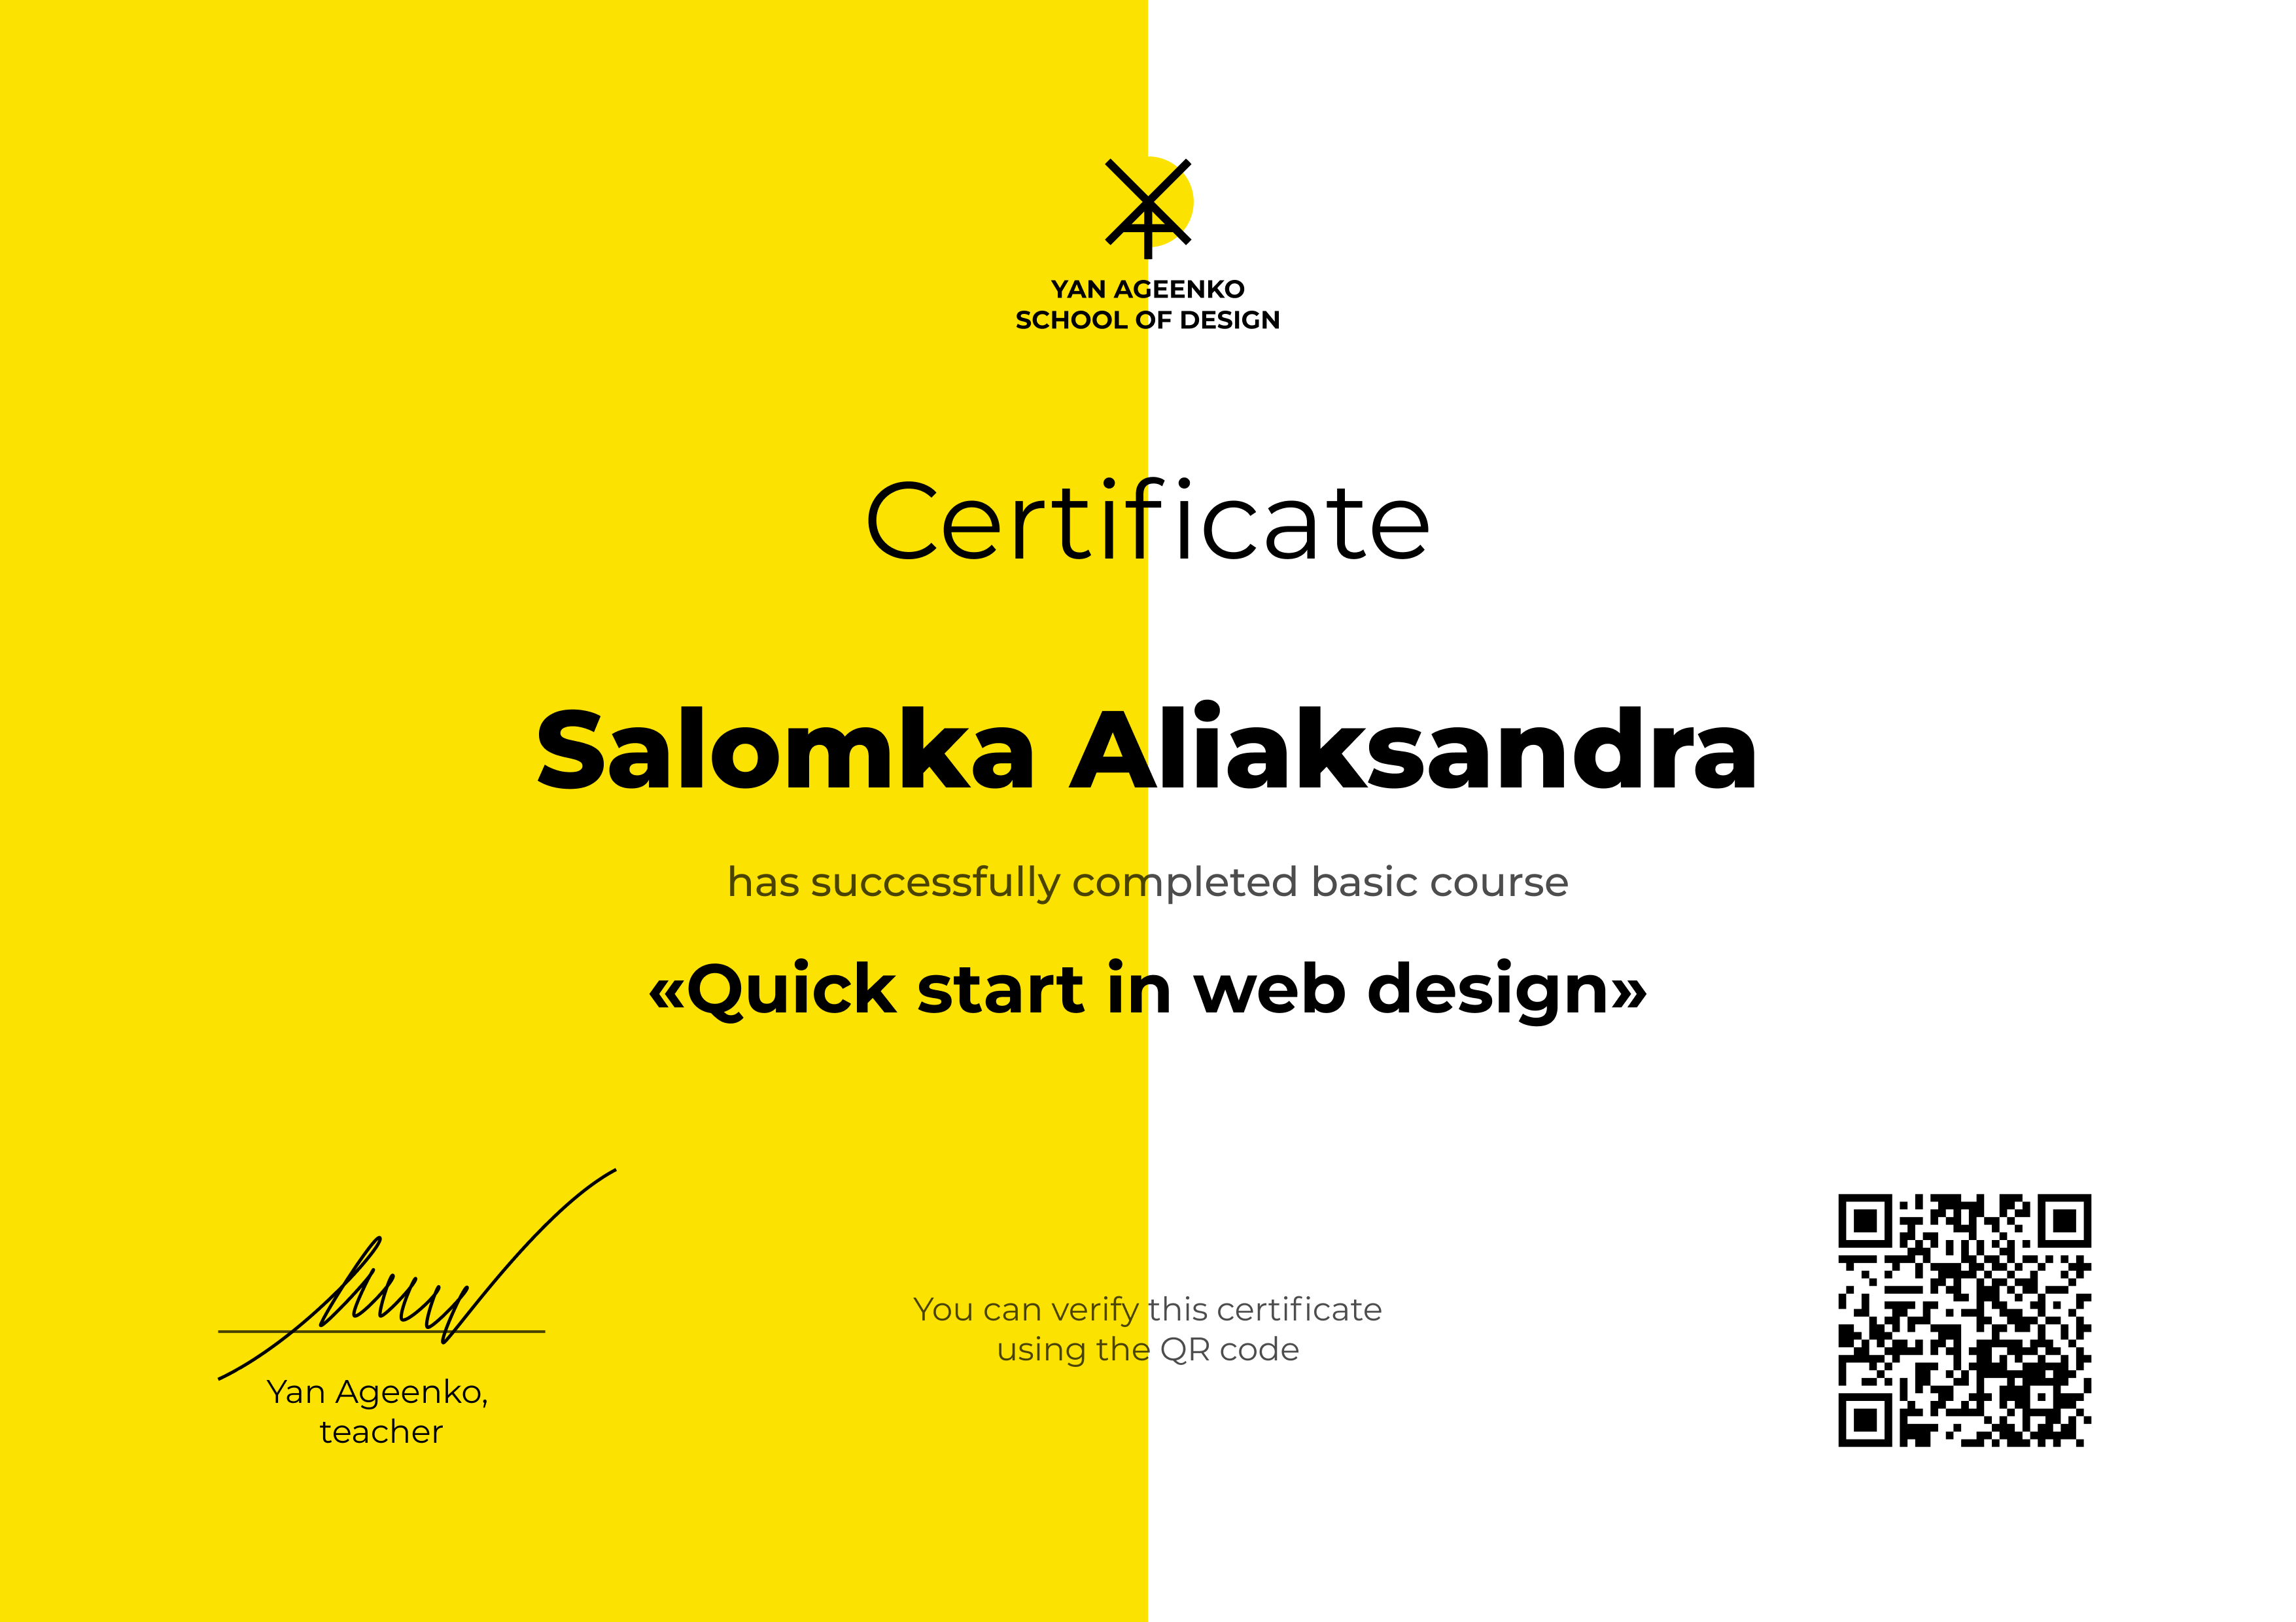 YAN AGEENKO
SCHOOL OF DESIGN
Certificate
Salomka Aliaksandra
has successfully completed basic course
«Quick start in web design»
You can verify this certificate
using the QR code
Yan Ageenko,
teacher